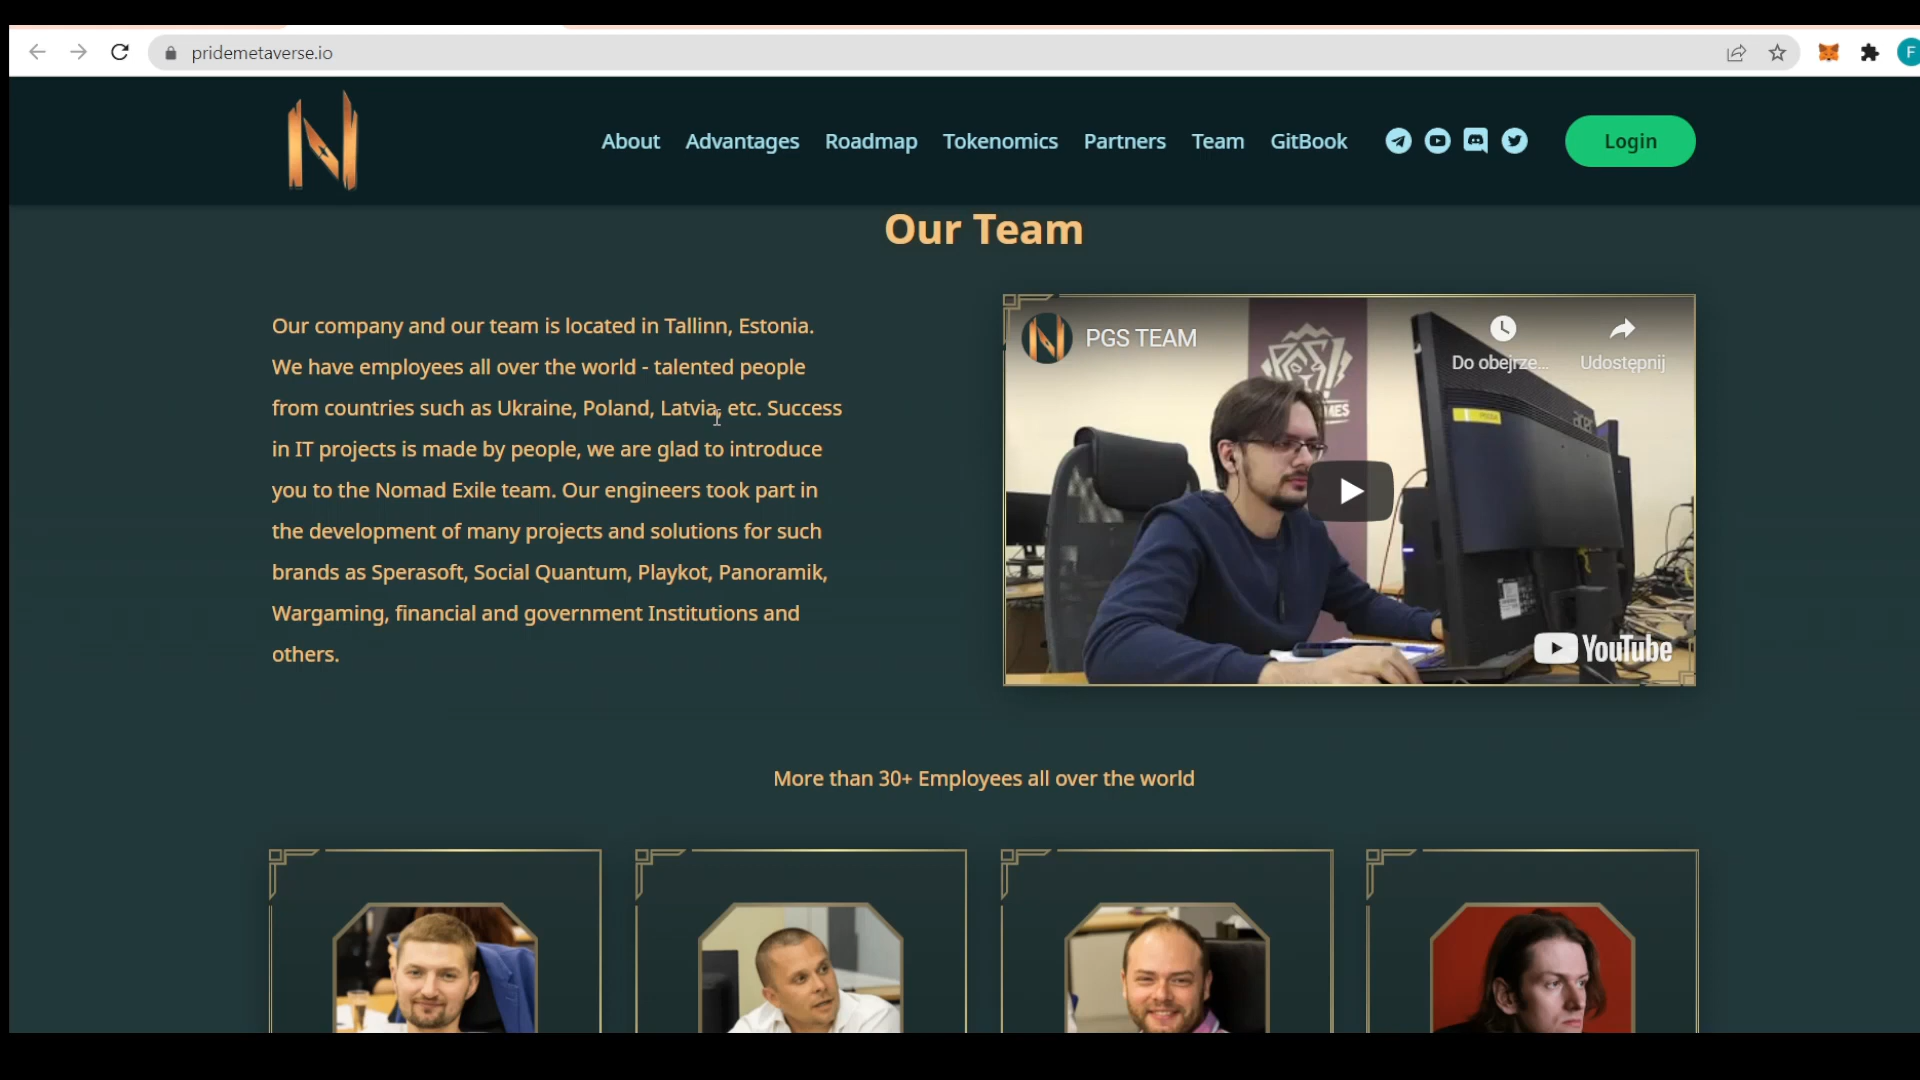 pridemetaverse.io
F
About Advantages Roadmap Tokenomics Partners Team GitBook Login
Our Team
Our company and our team is located in Tallinn, Estonia.
We have employees all over the world - talented people
from countries such as Ukraine, Poland, Latvia, etc. Success
in IT projects is made by people, we are glad to introduce
you to the Nomad Exile team. Our engineers took part in
the development of many projects and solutions for such
brands as Sperasoft, Social Quantum, Playkot, Panoramik,
Wargaming, financial and government Institutions and
others.
PGS TEAM
Do obejrze... Udostępnij
acer
YouTube
More than 30+ Employees all over the world